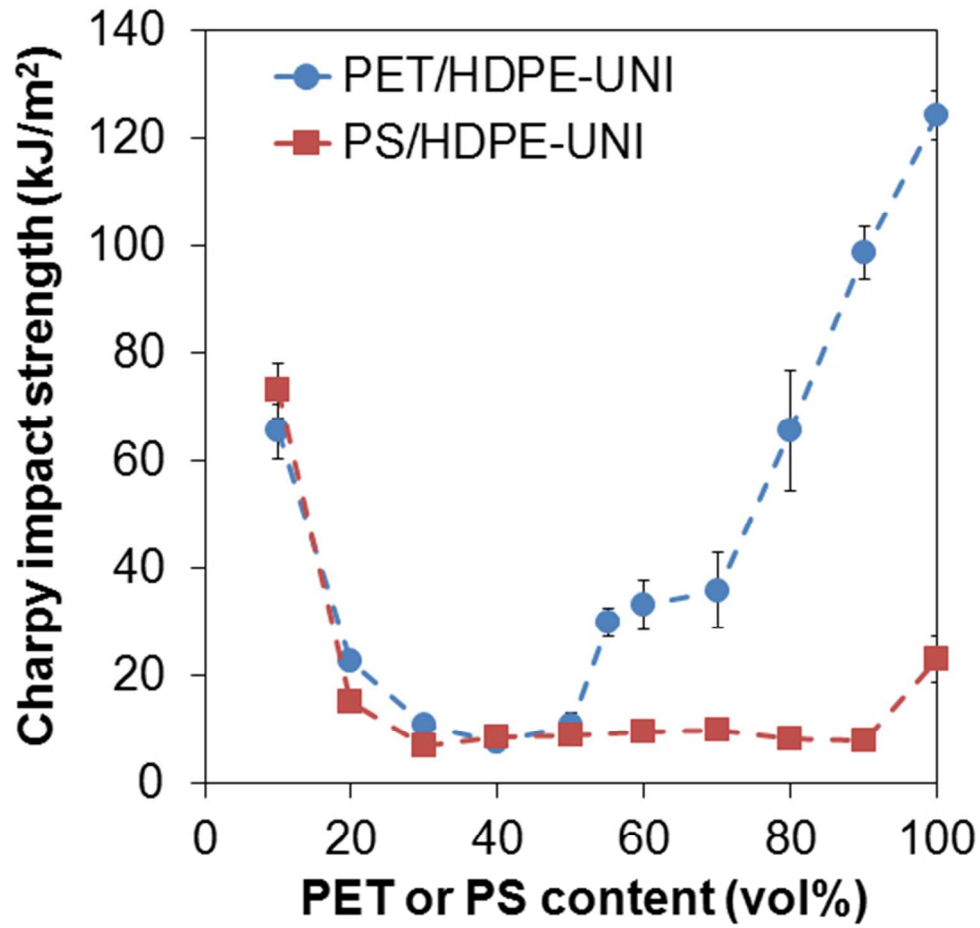 Charpy impact strength (kJ/m²)
140
120
100
80
60
40
20
0
PET/HDPE-UNI
PS/HDPE-UNI
0 20 40 60 80 100
PET or PS content (vol%)